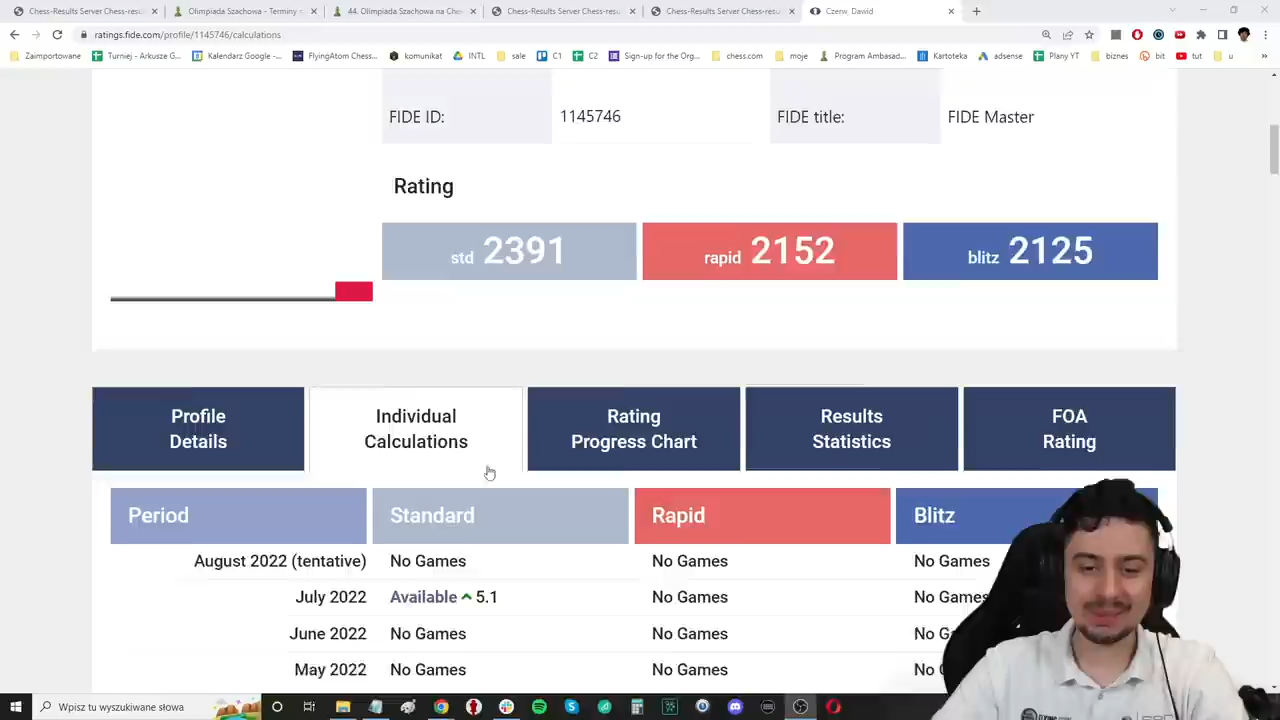 Chess-Results Server Chess-resu
Olimpiada Szachowa - Terminy r
44. Olimpiada Szachowa na Che
Chess-Results Server Chess-resu
Chess-Results Server Chess-resu
Czerw, Dawid
ratings.fide.com/profile/1145746/calculations
Zaimportowane
Turniej - Arkusze G...
Kalendarz Google -...
FlyingAtom Chess...
komunikat
INTI
sale
C1
C2
Sign-up for the Org...
chess.com
moje
Program Ambasad...
Kartoteka
adsense
Plany YT
biznes
bit
tut
u
FIDE ID: 1145746 FIDE title: FIDE Master
Rating
std 2391 rapid 2152 blitz 2125
Profile
Details
Individual
Calculations
Rating
Progress Chart
Results
Statistics
FOA
Rating
Period Standard Rapid Blitz
August 2022 (tentative) No Games No Games No Games
July 2022 Available 5.1 No Games No Games
June 2022 No Games No Games
May 2022 No Games No Games
Wpisz tu wyszukiwane słowa